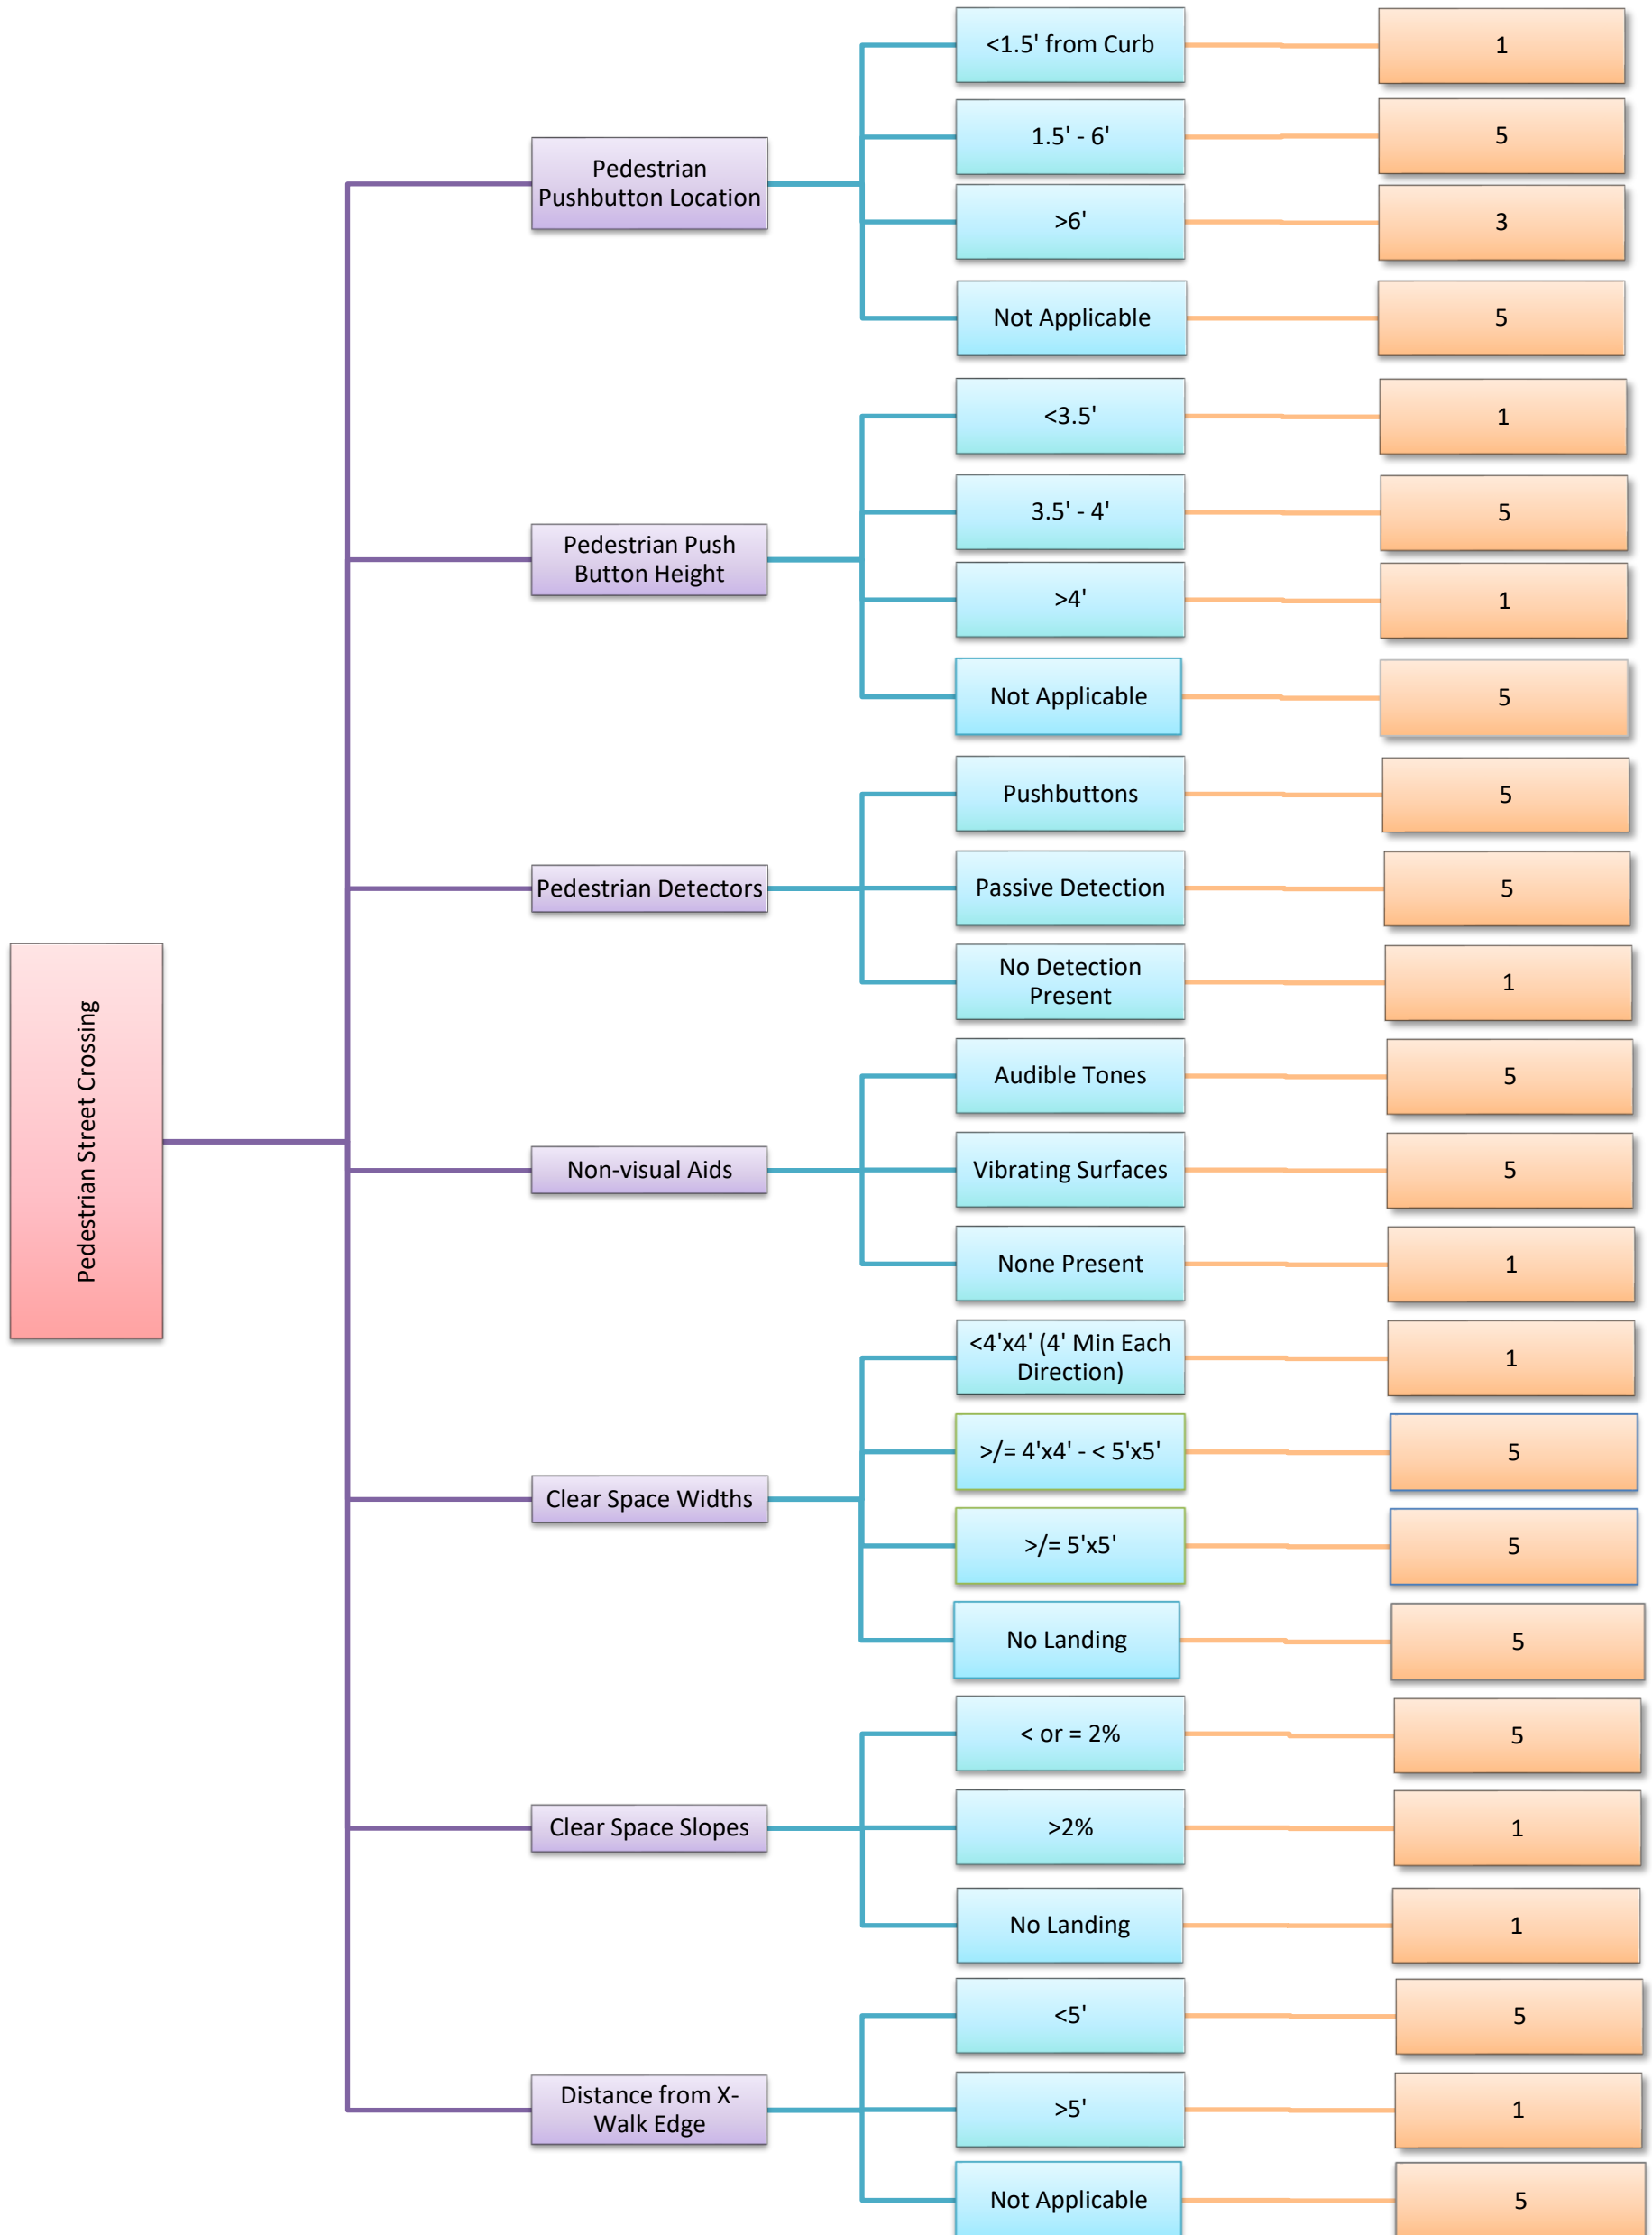 Pedestrian Street Crossing
Pedestrian
Pushbutton Location
<1.5' from Curb
1
1.5' - 6'
5
>6'
3
Not Applicable
5
Pedestrian Push
Button Height
<3.5'
1
3.5' - 4'
5
>4'
1
Not Applicable
5
Pedestrian Detectors
Pushbuttons
5
Passive Detection
5
No Detection
Present
1
Non-visual Aids
Audible Tones
5
Vibrating Surfaces
5
None Present
1
Clear Space Widths
<4'x4' (4' Min Each
Direction)
1
>/= 4'x4' - < 5'x5'
5
>/= 5'x5'
5
No Landing
5
Clear Space Slopes
< or = 2%
5
>2%
1
No Landing
1
Distance from X-
Walk Edge
<5'
5
>5'
1
Not Applicable
5